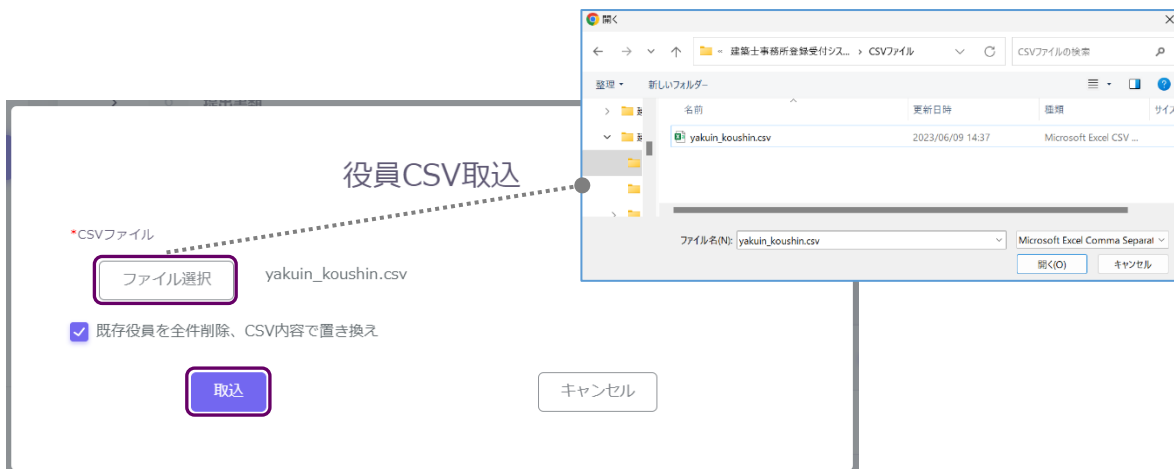 開く
« 建築士事務所登録受付シス... › CSVファイル
CSVファイルの検索
整理
新しいフォルダー
名前
更新日時
種類
サイズ
yakuin_koushin.csv
2023/06/09 14:37
Microsoft Excel CSV ...
ファイル名(N):
yakuin_koushin.csv
Microsoft Excel Comma Separat
開く(O)
キャンセル
役員CSV取込
*CSVファイル
ファイル選択
yakuin_koushin.csv
既存役員を全件削除、CSV内容で置き換え
取込
キャンセル